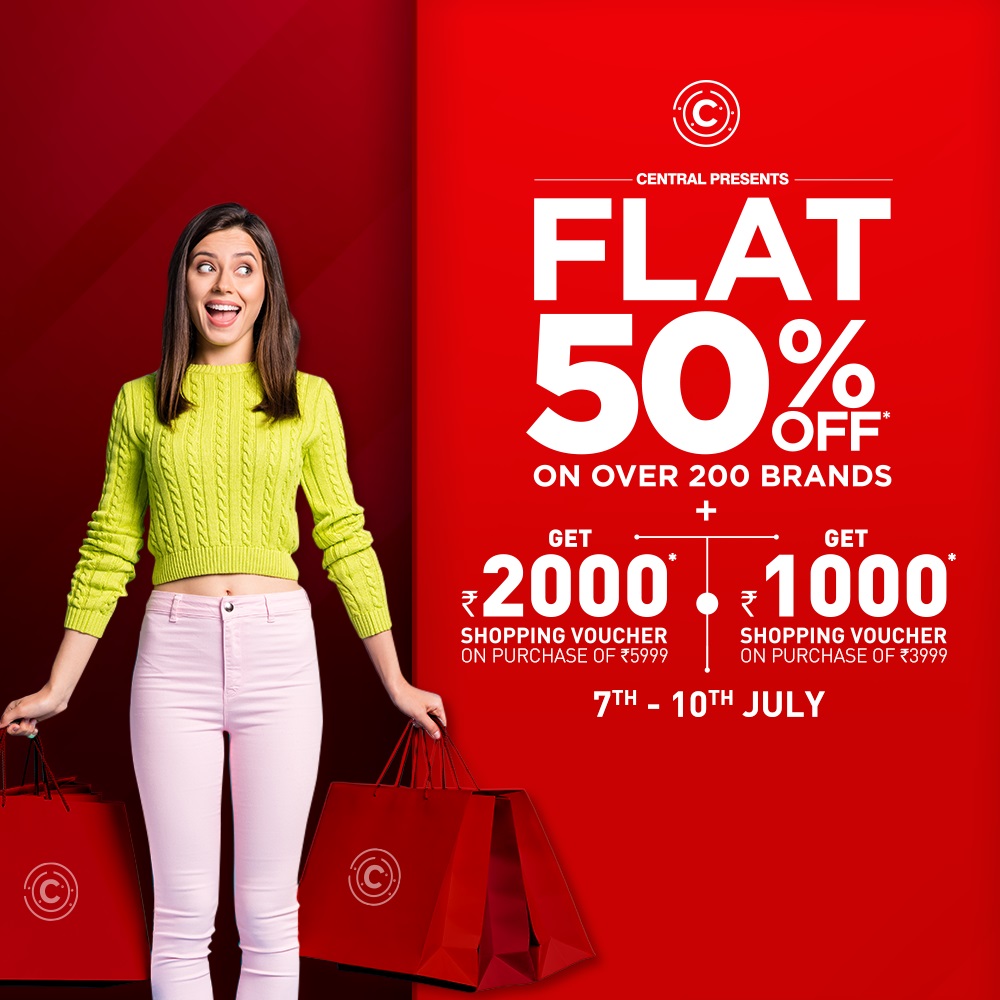 C
CENTRAL PRESENTS
FLAT
50%
OFF*
ON OVER 200 BRANDS
+
GET
₹2000*
SHOPPING VOUCHER
ON PURCHASE OF ₹5999
GET
₹1000*
SHOPPING VOUCHER
ON PURCHASE OF ₹3999
7TH - 10TH JULY
C
C